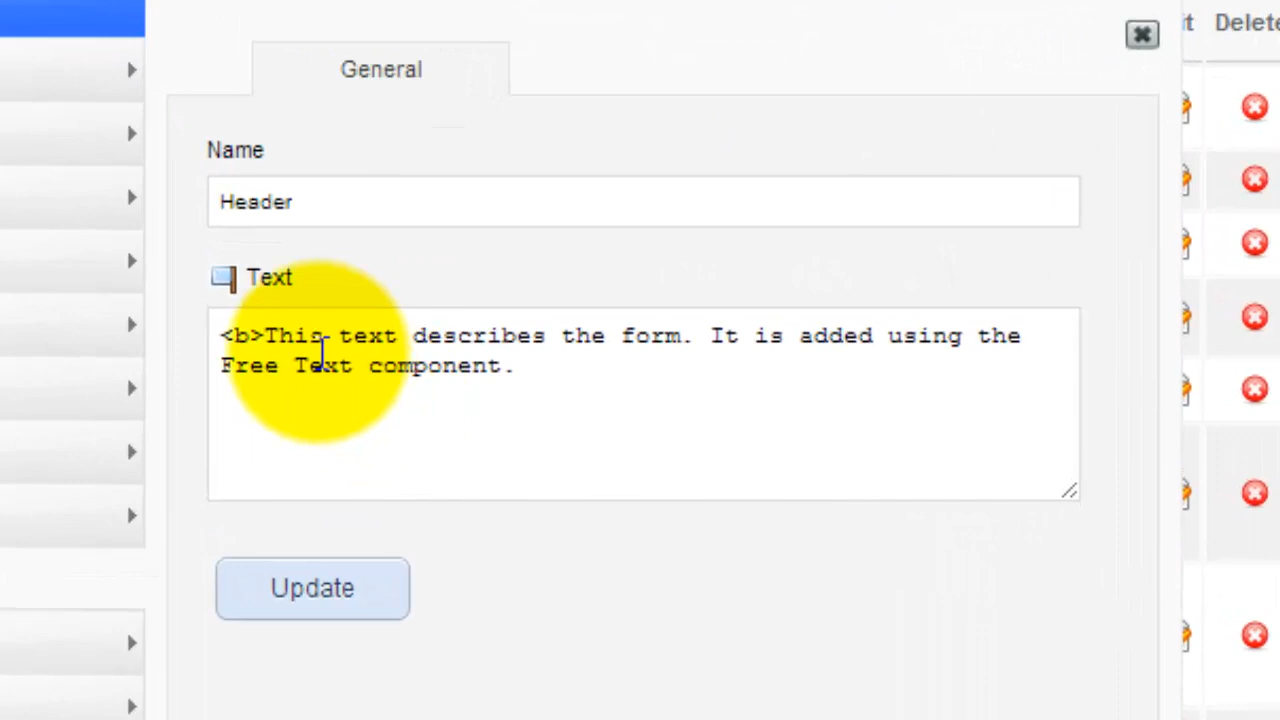 General
it Delete
Name
Header
Text
<b>This text describes the form. It is added using the
Free Text component.
Update